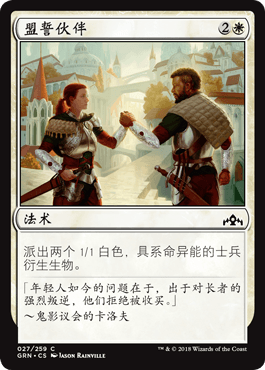 盟誓伙伴 2
法术
派出两个 1/1 白色，具系命异能的士兵
衍生生物。
「年轻人如今的问题在于，出于对长者的
强烈叛逆，他们拒绝被收买。」
～鬼影议会的卡洛夫
027/259 C
GRN • CS JASON RAINVILLE
™ & © 2018 Wizards of the Coast